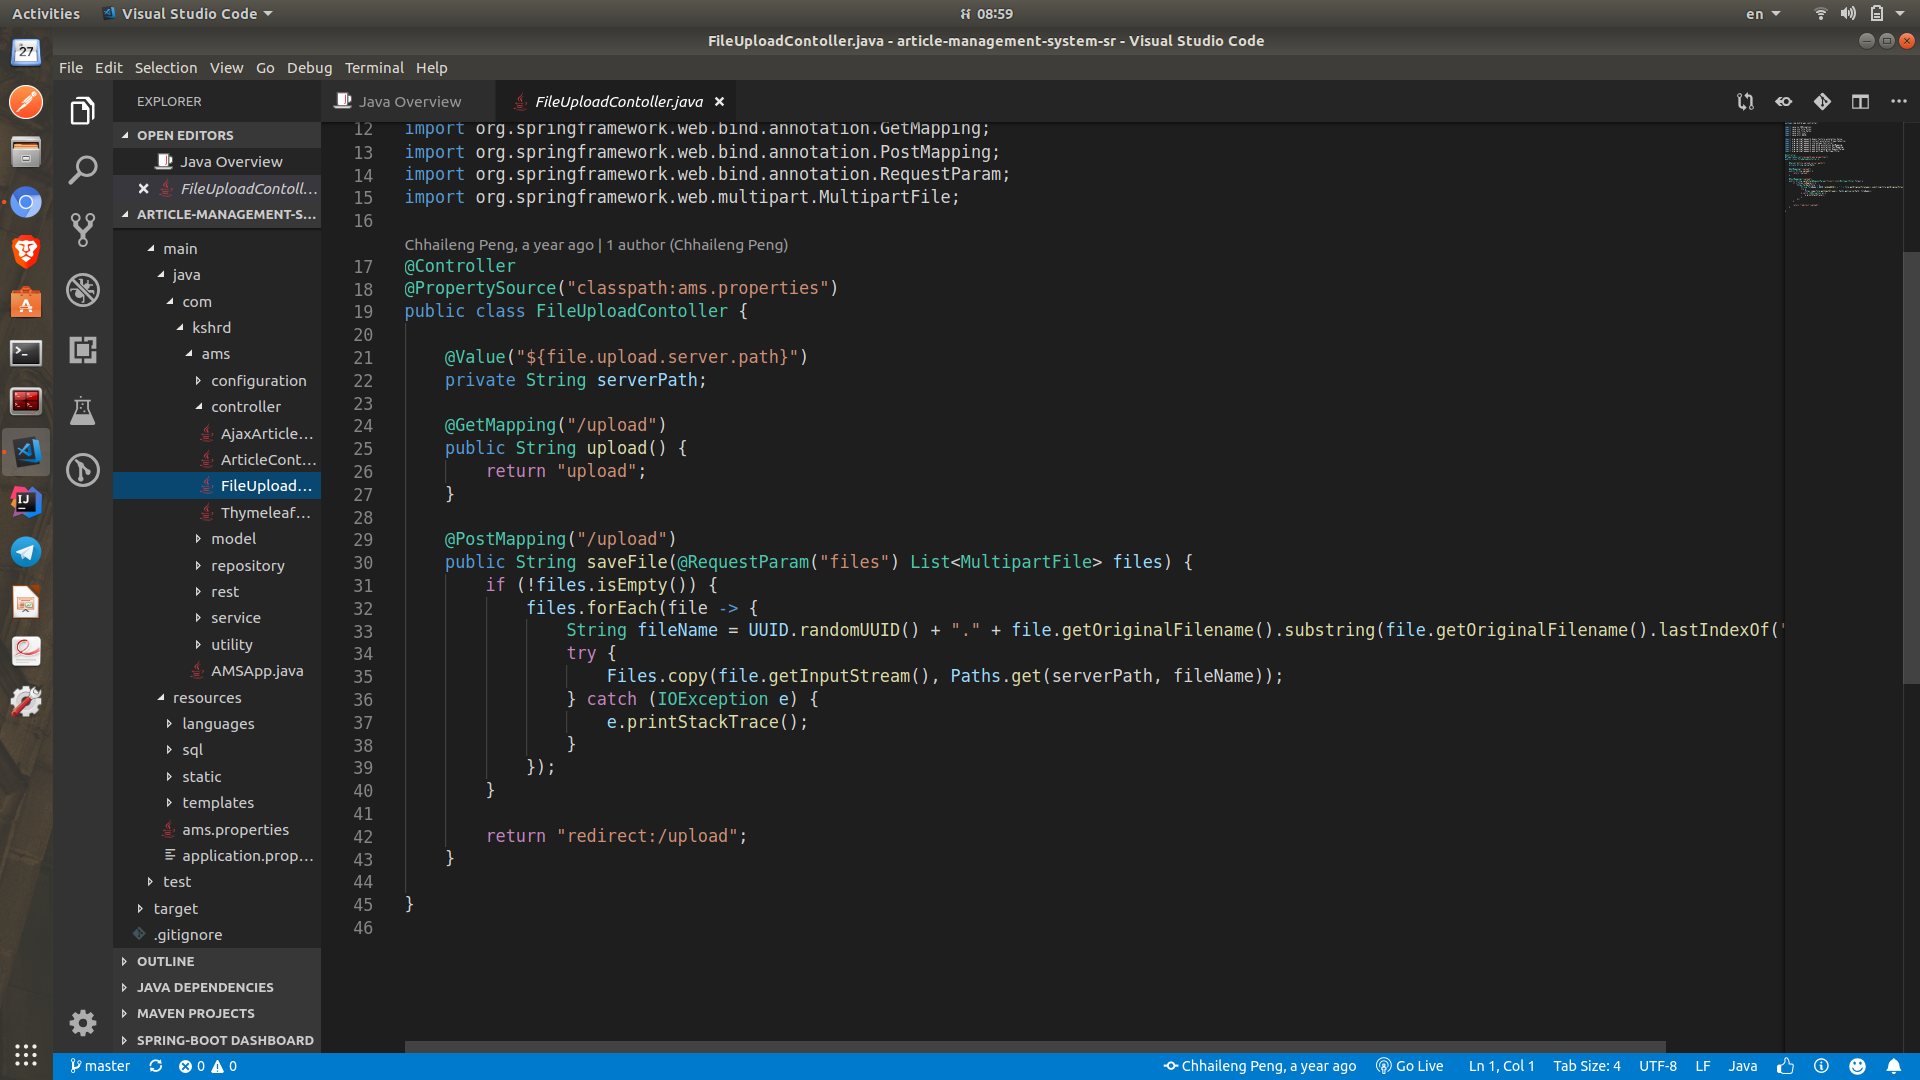 Activities Visual Studio Code 08:59 en
FileUploadContoller.java - article-management-system-sr - Visual Studio Code
File Edit Selection View Go Debug Terminal Help
EXPLORER
OPEN EDITORS
Java Overview
FileUploadContoll...
ARTICLE-MANAGEMENT-S...
main
java
com
kshrd
ams
configuration
controller
AjaxArticle...
ArticleCont...
FileUpload...
Thymeleaf...
model
repository
rest
service
utility
AMSApp.java
resources
languages
sql
static
templates
ams.properties
application.prop...
test
target
.gitignore
OUTLINE
JAVA DEPENDENCIES
MAVEN PROJECTS
SPRING-BOOT DASHBOARD
Java Overview FileUploadContoller.java
12 import org.springframework.web.bind.annotation.GetMapping;
13 import org.springframework.web.bind.annotation.PostMapping;
14 import org.springframework.web.bind.annotation.RequestParam;
15 import org.springframework.web.multipart.MultipartFile;
16
Chhaileng Peng, a year ago | 1 author (Chhaileng Peng)
17 @Controller
18 @PropertySource("classpath:ams.properties")
19 public class FileUploadContoller {
20
21 @Value("${file.upload.server.path}")
22 private String serverPath;
23
24 @GetMapping("/upload")
25 public String upload() {
26 return "upload";
27 }
28
29 @PostMapping("/upload")
30 public String saveFile(@RequestParam("files") List<MultipartFile> files) {
31 if (!files.isEmpty()) {
32 files.forEach(file -> {
33 String fileName = UUID.randomUUID() + "." + file.getOriginalFilename().substring(file.getOriginalFilename().lastIndexOf("
34 try {
35 Files.copy(file.getInputStream(), Paths.get(serverPath, fileName));
36 } catch (IOException e) {
37 e.printStackTrace();
38 }
39 });
40 }
41
42 return "redirect:/upload";
43 }
44
45 }
46
master 0 0 Chhaileng Peng, a year ago Go Live Ln 1, Col 1 Tab Size: 4 UTF-8 LF Java
27
IJ